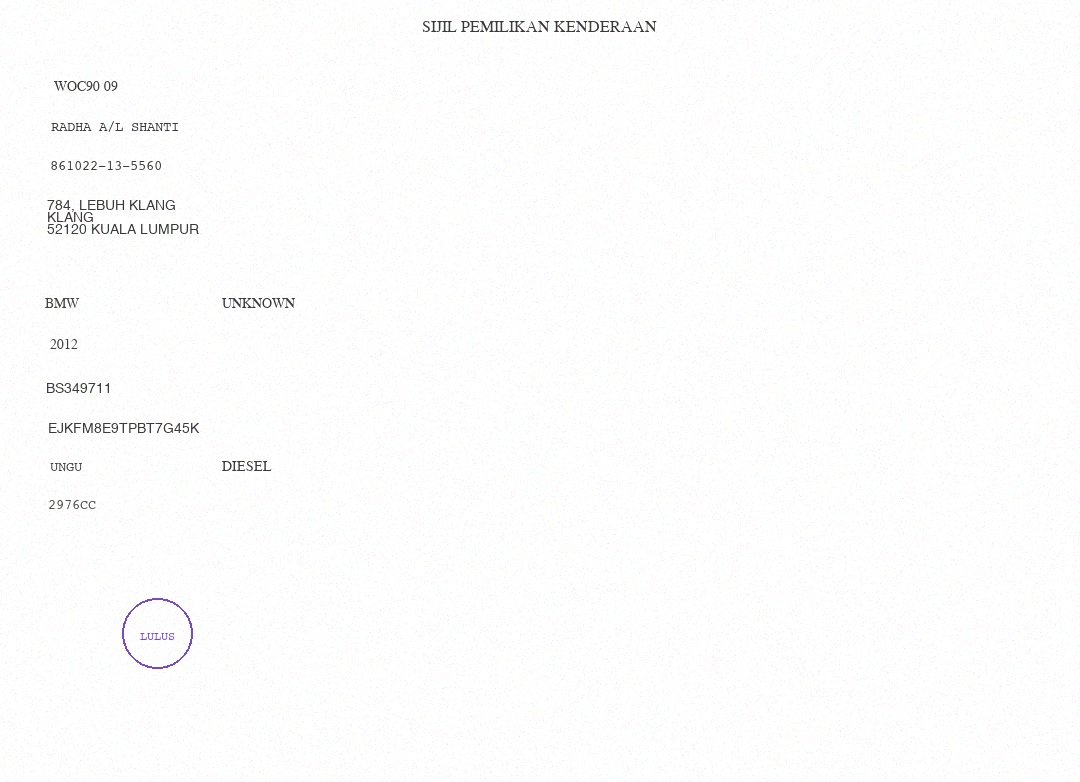 SIJIL PEMILIKAN KENDERAAN
WOC90 09
RADHA A/L SHANTI
861022-13-5560
784, LEBUH KLANG
KLANG
52120 KUALA LUMPUR
BMW UNKNOWN
2012
BS349711
EJKFM8E9TPBT7G45K
UNGU DIESEL
2976CC
LULUS